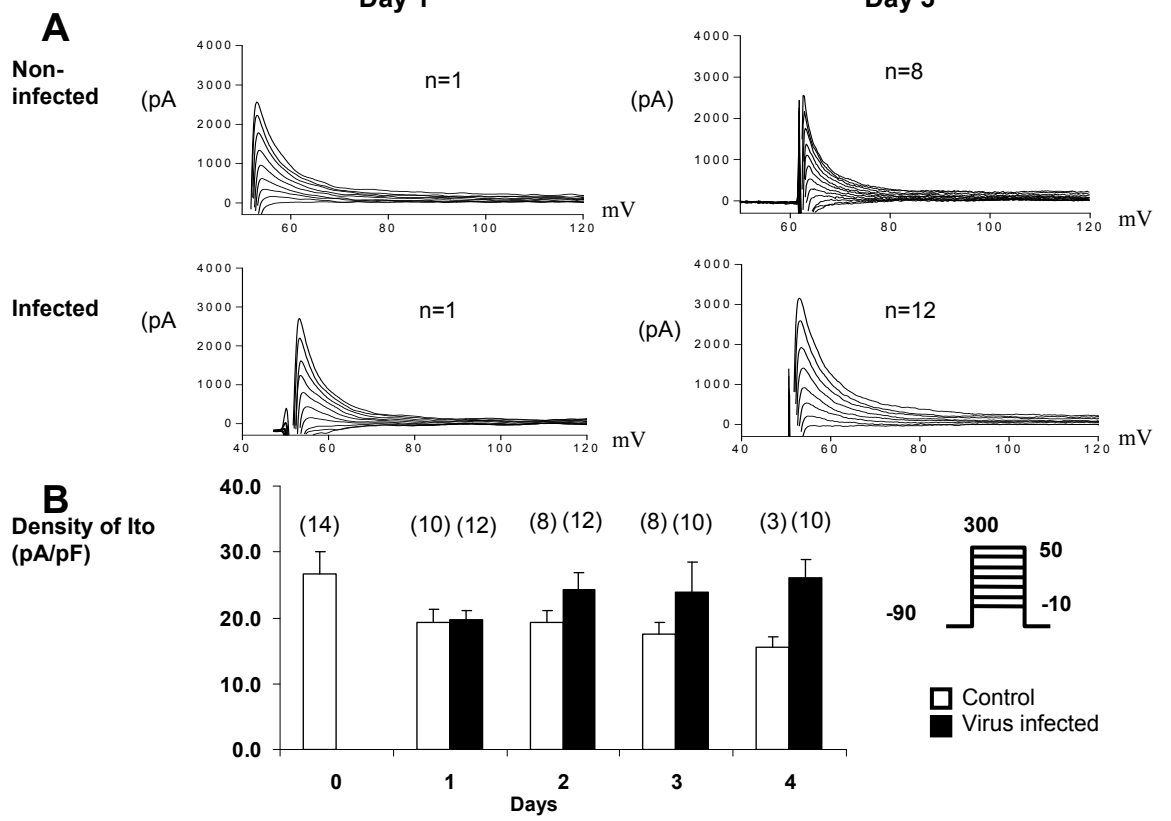 Day 1 Day 3
A
Non-
infected
(pA
4000
3000
2000
1000
0
n=1
60 80 100 120
mV
(pA)
4000
3000
2000
1000
0
n=8
60 80 100 120
mV
Infected
(pA
4000
3000
2000
1000
0
n=1
40 60 80 100 120
mV
(pA)
4000
3000
2000
1000
0
n=12
40 60 80 100 120
mV
B
Density of Ito
(pA/pF)
40.0
30.0
20.0
10.0
0.0
(14) (10) (12) (8) (12) (8) (10) (3) (10)
0 1 2 3 4
Days
300
50
-10
-90
Control
Virus infected